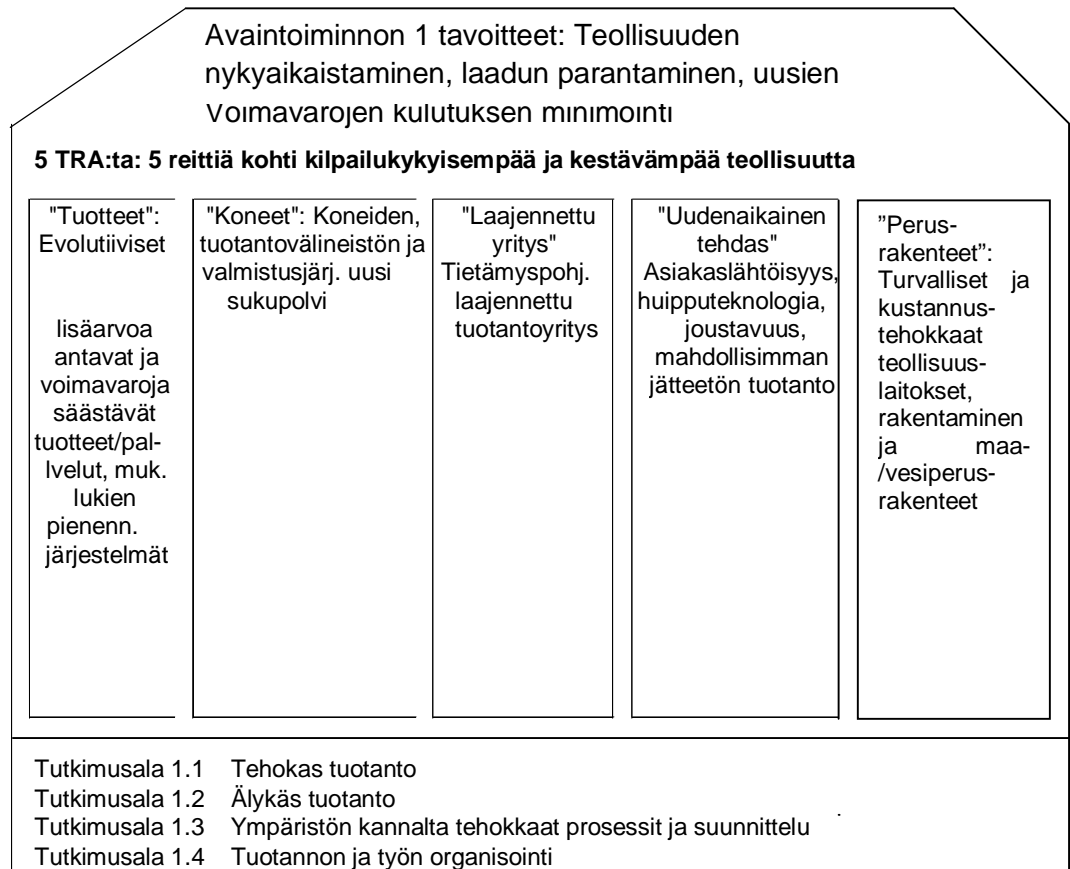 Avaintoiminnon 1 tavoitteet: Teollisuuden
nykyaikaistaminen, laadun parantaminen, uusien
Voimavarojen kulutuksen minimointi
5 TRA:ta: 5 reittiä kohti kilpailukykyisempää ja kestävämpää teollisuutta
"Tuotteet":
Evolutiiviset
lisäarvoa
antavat ja
voimavaroja
säästävät
tuotteet/pal-
lvelut, muk.
lukien
pienenn.
järjestelmät
"Koneet": Koneiden,
tuotantovälineistön ja
valmistusjärj. uusi
sukupolvi
"Laajennettu
yritys"
Tietämyspohj.
laajennettu
tuotantoyritys
"Uudenaikainen
tehdas"
Asiakaslähtöisyys,
huipputeknologia,
joustavuus,
mahdollisimman
jätteetön tuotanto
”Perus-
rakenteet”:
Turvalliset ja
kustannus-
tehokkaat
teollisuus-
laitokset,
rakentaminen
ja maa-
/vesiperus-
rakenteet
Tutkimusala 1.1 Tehokas tuotanto
Tutkimusala 1.2 Älykäs tuotanto
Tutkimusala 1.3 Ympäristön kannalta tehokkaat prosessit ja suunnittelu
Tutkimusala 1.4 Tuotannon ja työn organisointi